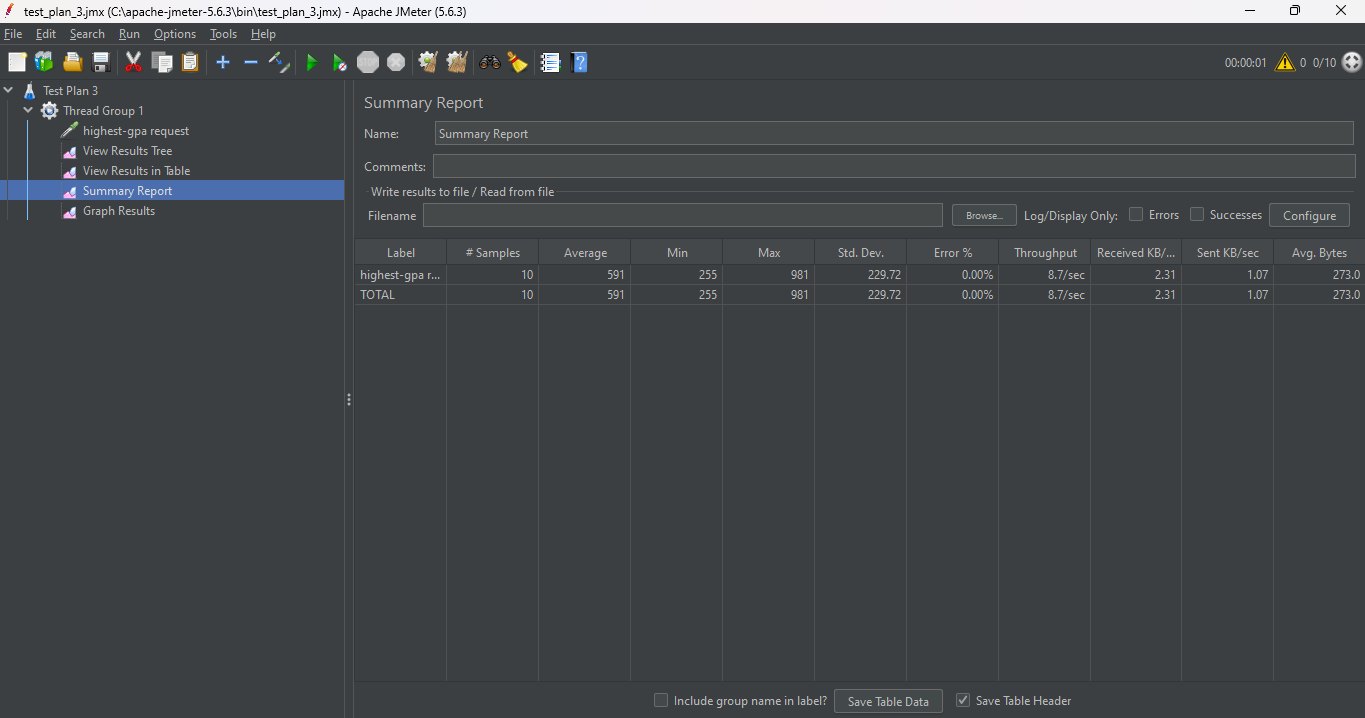 test_plan_3.jmx (C:\apache-jmeter-5.6.3\bin\test_plan_3.jmx) - Apache JMeter (5.6.3)
File Edit Search Run Options Tools Help
STOP 00:00:01 0 0/10
Test Plan 3
Thread Group 1
highest-gpa request
View Results Tree
View Results in Table
Summary Report
Graph Results
Summary Report
Name: Summary Report
Comments:
Write results to file / Read from file
Filename Browse... Log/Display Only: Errors Successes Configure
Label # Samples Average Min Max Std. Dev. Error % Throughput Received KB/... Sent KB/sec Avg. Bytes
highest-gpa r... 10 591 255 981 229.72 0.00% 8.7/sec 2.31 1.07 273.0
TOTAL 10 591 255 981 229.72 0.00% 8.7/sec 2.31 1.07 273.0
Include group name in label? Save Table Data Save Table Header